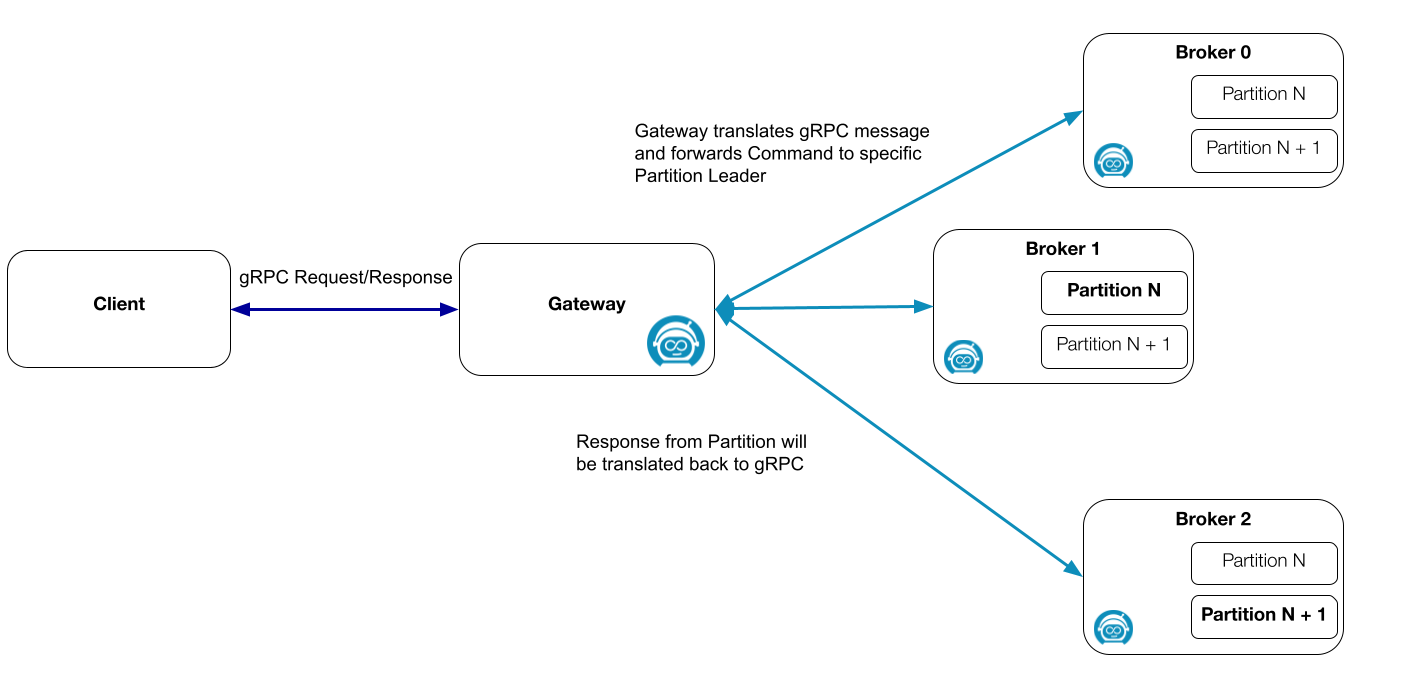 Broker 0
Partition N
Partition N + 1
Gateway translates gRPC message
and forwards Command to specific
Partition Leader
Broker 1
Partition N
Partition N + 1
gRPC Request/Response
Client
Gateway
Response from Partition will
be translated back to gRPC
Broker 2
Partition N
Partition N + 1